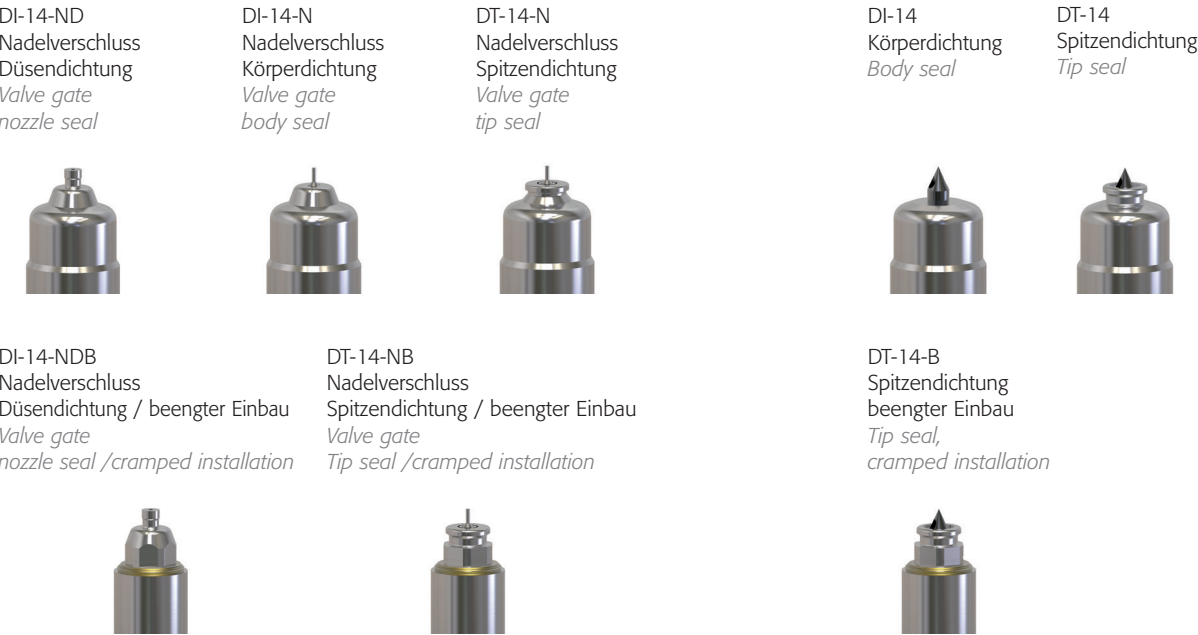 DI-14-ND
Nadelverschluss
Düsendichtung
Valve gate
nozzle seal
DI-14-N
Nadelverschluss
Körperdichtung
Valve gate
body seal
DT-14-N
Nadelverschluss
Spitzendichtung
Valve gate
tip seal
DI-14
Körperdichtung
Body seal
DT-14
Spitzendichtung
Tip seal
DI-14-NDB
Nadelverschluss
Düsendichtung / beengter Einbau
Valve gate
nozzle seal /cramped installation
DT-14-NB
Nadelverschluss
Spitzendichtung / beengter Einbau
Valve gate
Tip seal /cramped installation
DT-14-B
Spitzendichtung
beengter Einbau
Tip seal,
cramped installation